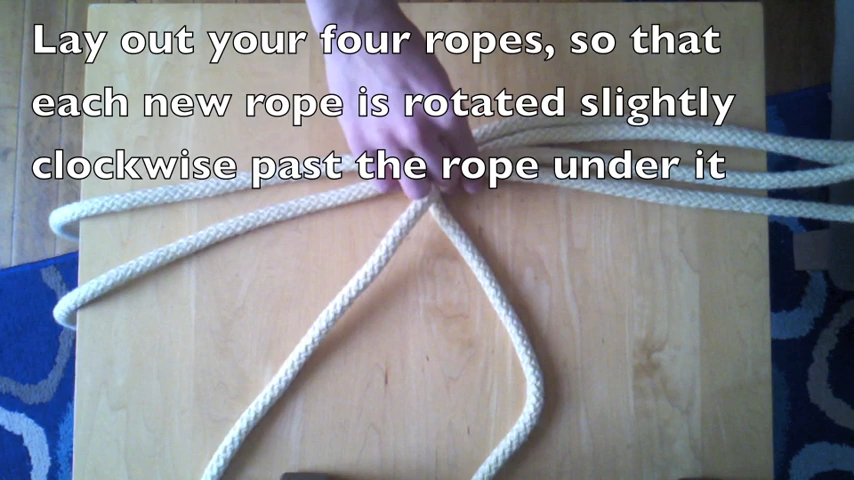 Lay out your four ropes, so that
each new rope is rotated slightly
clockwise past the rope under it